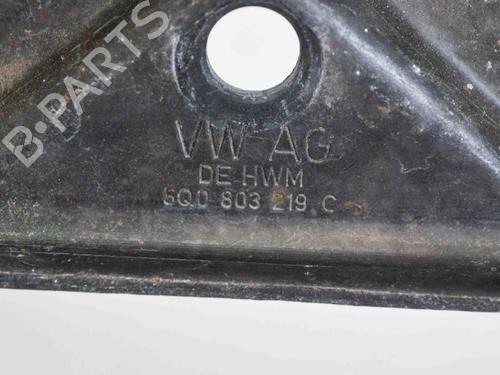 B-PARTS
VW AG
DE HWM
5Q0 803 219 C